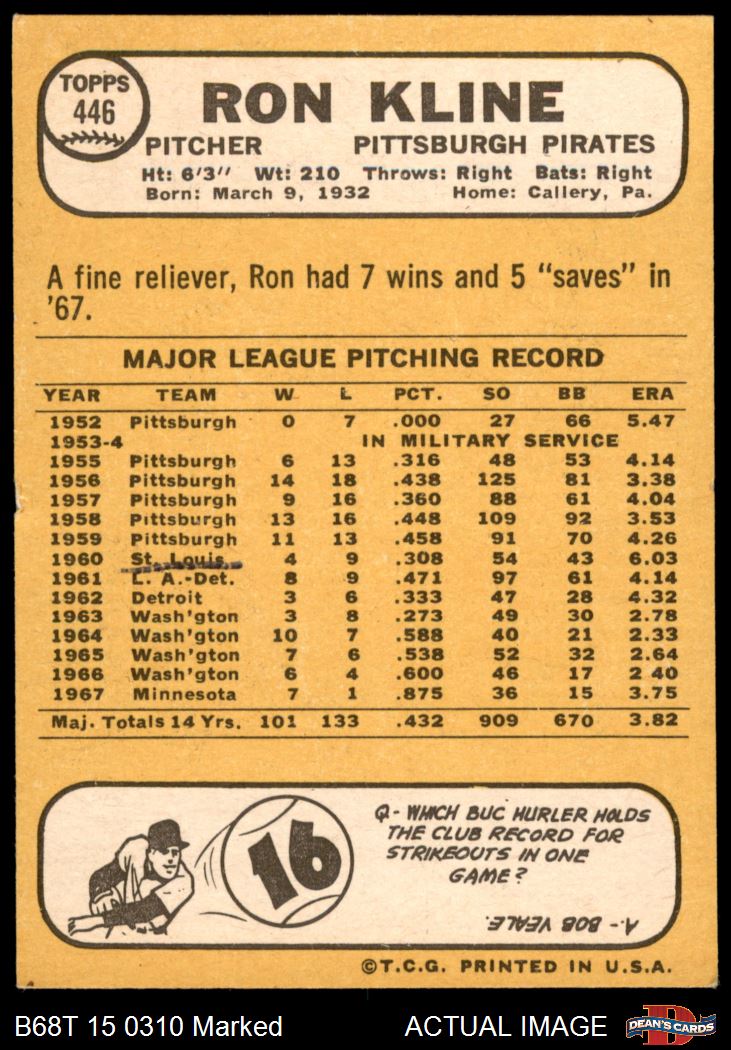 TOPPS
446
RON KLINE
PITCHER PITTSBURGH PIRATES
Ht: 6'3" Wt: 210 Throws: Right Bats: Right
Born: March 9, 1932 Home: Callery, Pa.
A fine reliever, Ron had 7 wins and 5 "saves" in
'67.
MAJOR LEAGUE PITCHING RECORD
YEAR TEAM W L PCT. SO BB ERA
1952 Pittsburgh 0 7 .000 27 66 5.47
1953-4 IN MILITARY SERVICE
1955 Pittsburgh 6 13 .316 48 53 4.14
1956 Pittsburgh 14 18 .438 125 81 3.38
1957 Pittsburgh 9 16 .360 88 61 4.04
1958 Pittsburgh 13 16 .448 109 92 3.53
1959 Pittsburgh 11 13 .458 91 70 4.26
1960 St. Louis 4 9 .308 54 43 6.03
1961 L. A.-Det. 8 9 .471 97 61 4.14
1962 Detroit 3 6 .333 47 28 4.32
1963 Wash'gton 3 8 .273 49 30 2.78
1964 Wash'gton 10 7 .588 40 21 2.33
1965 Wash'gton 7 6 .538 52 32 2.64
1966 Wash'gton 6 4 .600 46 17 2 40
1967 Minnesota 7 1 .875 36 15 3.75
Maj. Totals 14 Yrs. 101 133 .432 909 670 3.82
16
Q- WHICH BUC HURLER HOLDS
THE CLUB RECORD FOR
STRIKEOUTS IN ONE
GAME?
A- BOB VEALE.
©T.C.G. PRINTED IN U.S.A.
B68T 15 0310 Marked ACTUAL IMAGE
D
DEAN'S CARDS